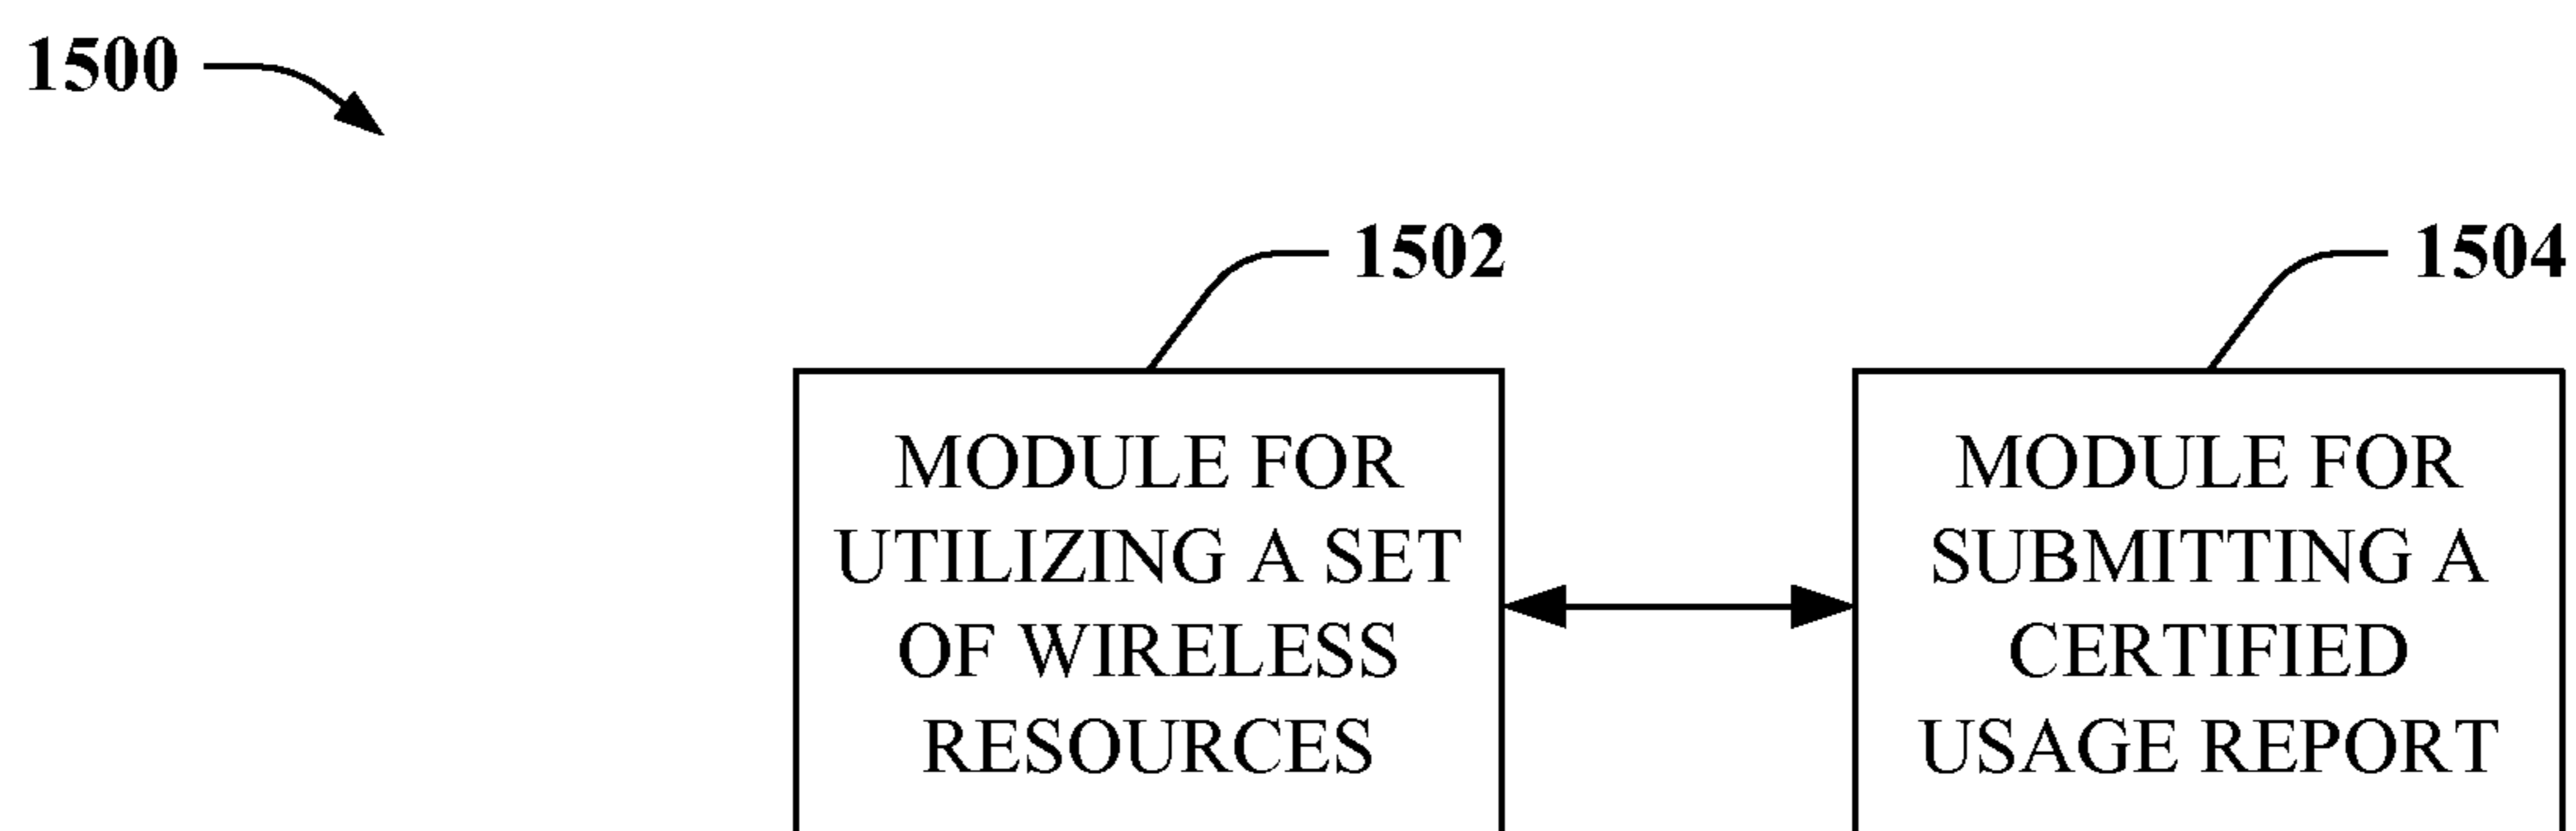 1500
1502
1504
MODULE FOR
UTILIZING A SET
OF WIRELESS
RESOURCES
MODULE FOR
SUBMITTING A
CERTIFIED
USAGE REPORT